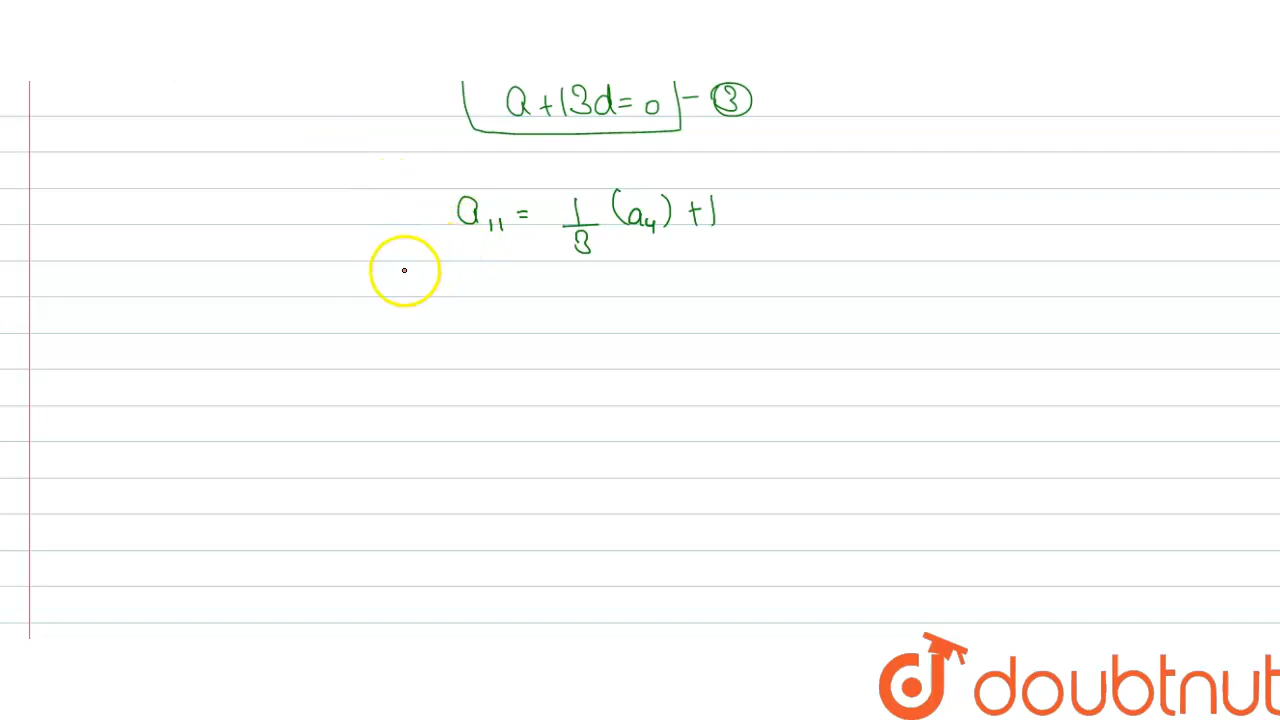 a+13d=0 - ③
a₁₁ = 1/3 (a₄) + 1
doubtnut